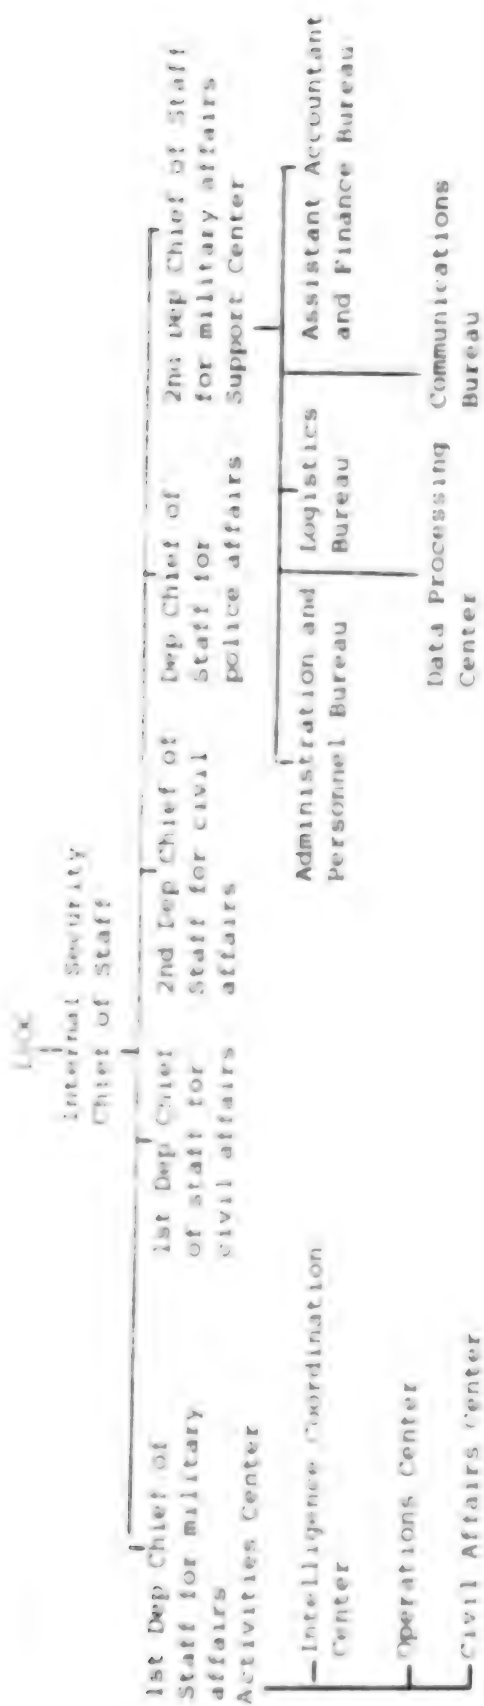 Internal Security
Chief of Staff
1st Dep Chief of
Staff for military
affairs
Activities Center
1st Dep Chief
of staff for
civil affairs
2nd Dep Chief of
Staff for civil
affairs
Dep Chief of
Staff for
police affairs
2nd Dep Chief of Staff
for military affairs
Support Center
Intelligence Coordination
Center
Operations Center
Civil Affairs Center
Administration and
Personnel Bureau
Logistics
Bureau
Assistant Accountant
and Finance Bureau
Data Processing
Center
Communications
Bureau